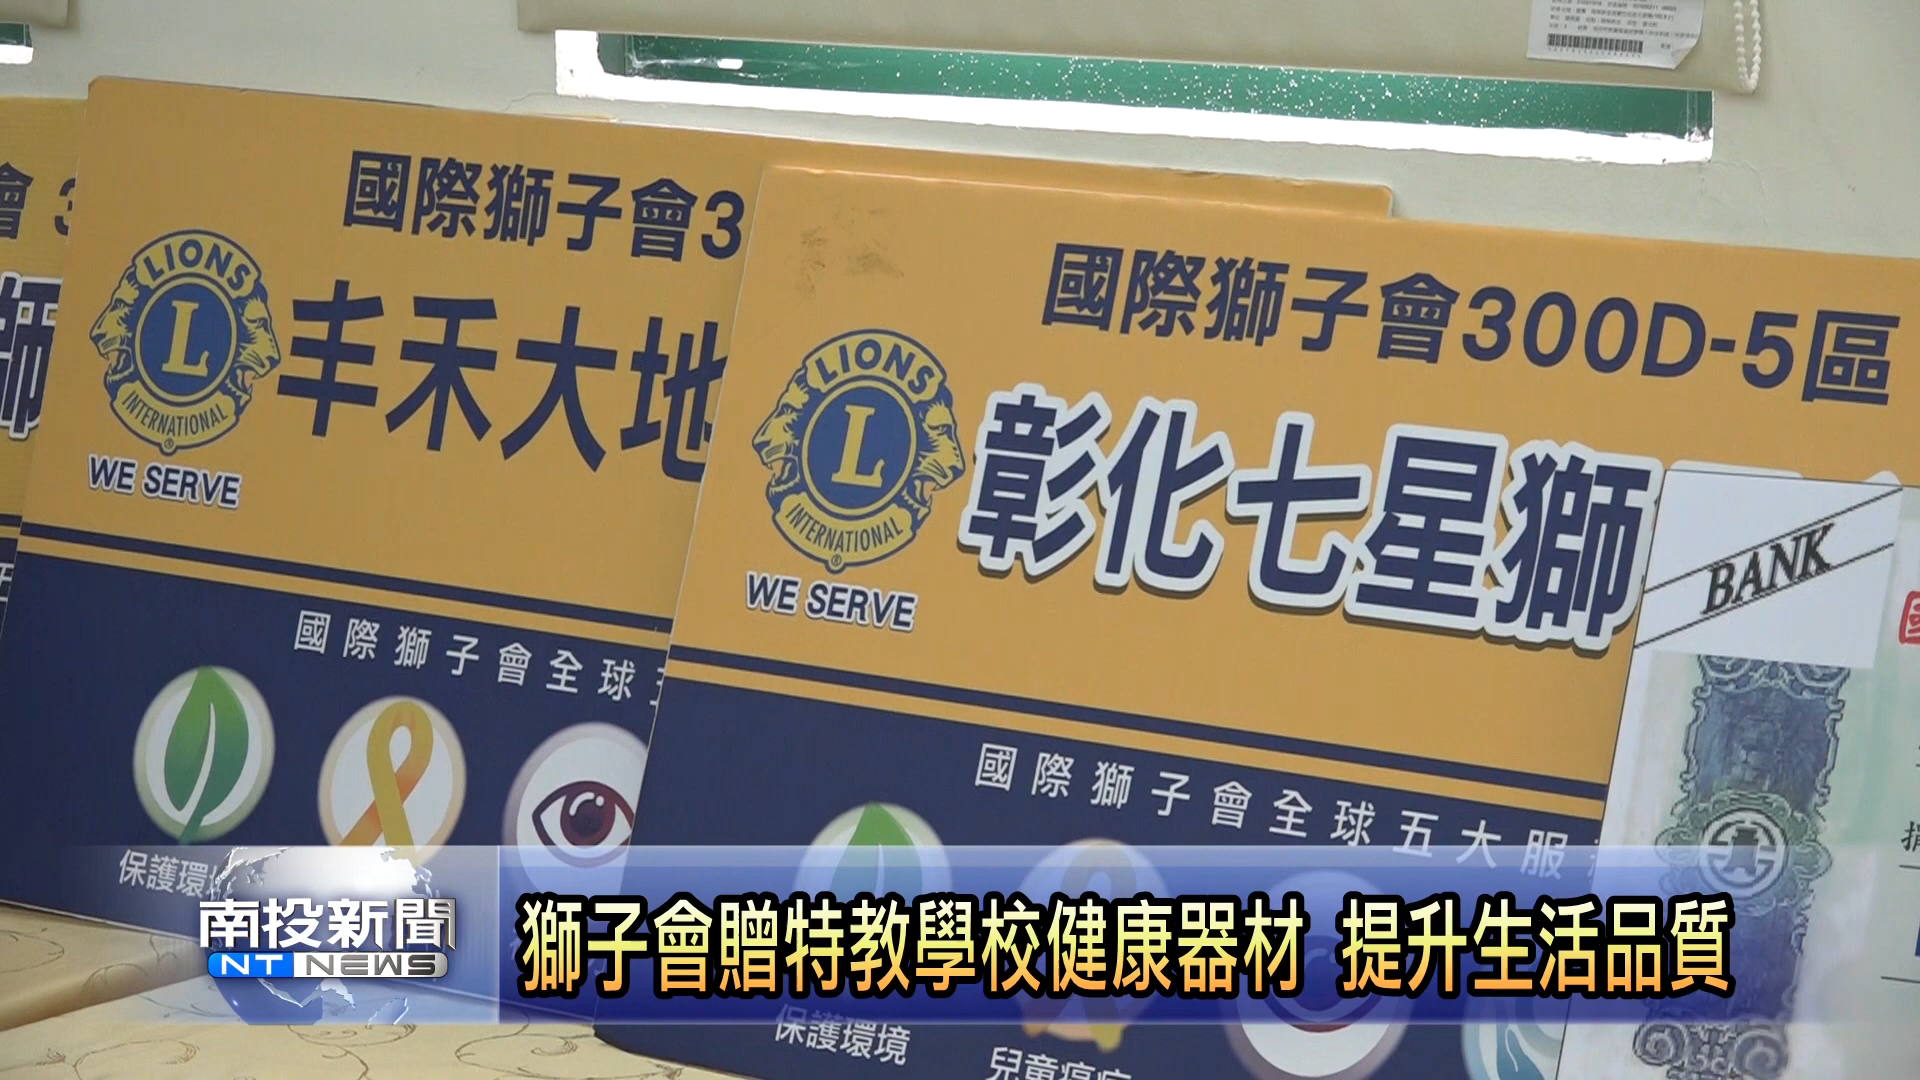 國際獅子會3
LIONS
L
INTERNATIONAL
WE SERVE
丰禾大地
國際獅子會全球
保護環
國際獅子會300D-5區
LIONS
L
INTERNATIONAL
WE SERVE
彰化七星獅
國際獅子會全球五大服
保護環境
兒童癌症
BANK
南投新聞
NT NEWS
獅子會贈特教學校健康器材 提升生活品質